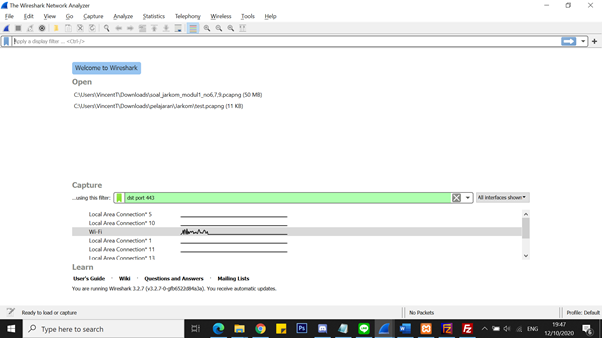 The Wireshark Network Analyzer
File Edit View Go Capture Analyze Statistics Telephony Wireless Tools Help
Apply a display filter ... <Ctrl-/>
Welcome to Wireshark
Open
C:\Users\VincentT\Downloads\soal_jarkom_modul1_no6,7,9.pcapng (50 MB)
C:\Users\VincentT\Downloads\pelajaran\Jarkom\test.pcapng (11 KB)
Capture
...using this filter: dst port 443 All interfaces shown
Local Area Connection* 5
Local Area Connection* 10
Wi-Fi
Local Area Connection* 1
Local Area Connection* 11
Local Area Connection* 13
Learn
User's Guide · Wiki · Questions and Answers · Mailing Lists
You are running Wireshark 3.2.7 (v3.2.7-0-gfb6522d84a3a). You receive automatic updates.
Ready to load or capture No Packets Profile: Default
Type here to search ENG 19:47
12/10/2020